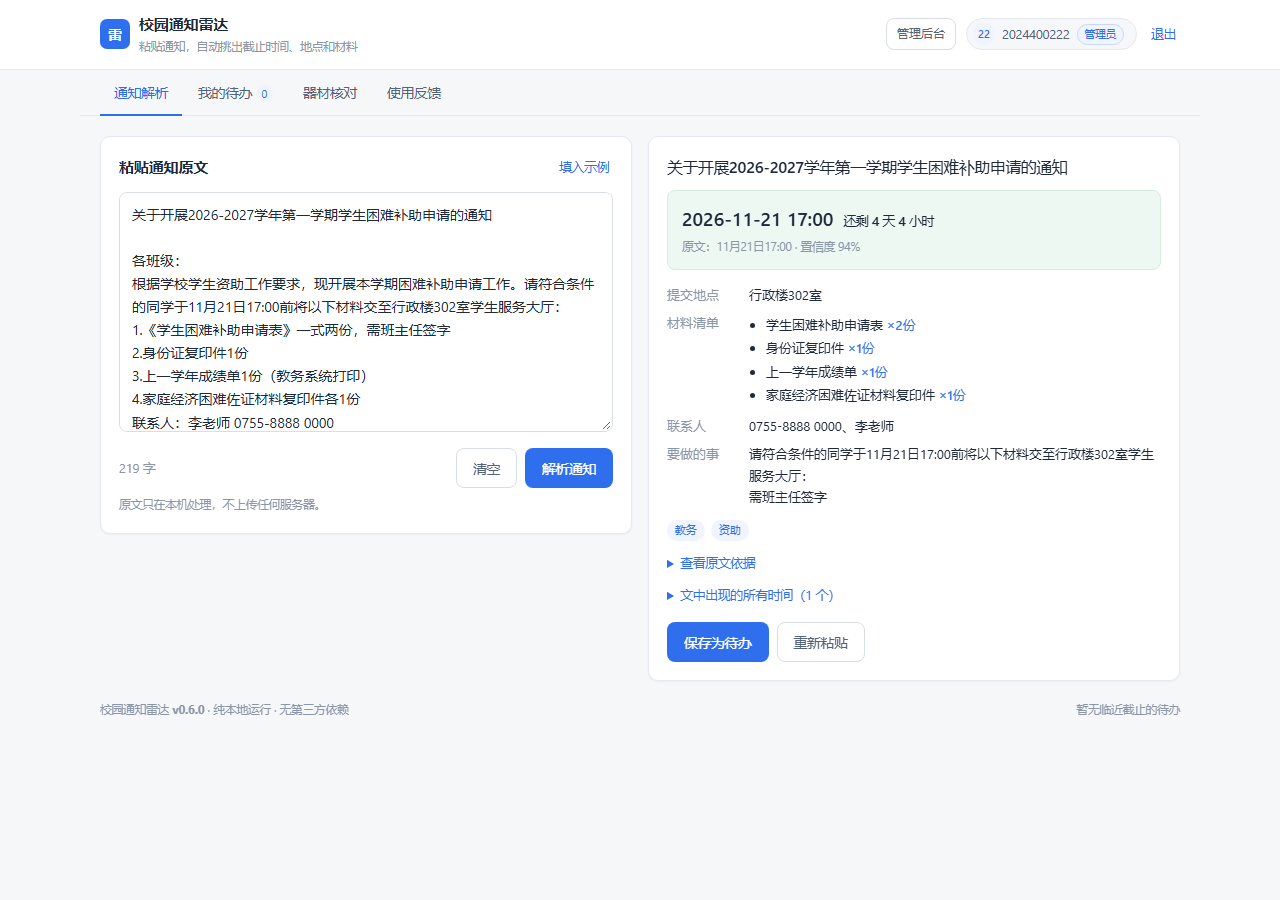 雷
校园通知雷达
粘贴通知，自动挑出截止时间、地点和材料
管理后台
22 2024400222 管理员
退出
通知解析
我的待办 0
器材核对
使用反馈
粘贴通知原文
填入示例
关于开展2026-2027学年第一学期学生困难补助申请的通知
各班级：
根据学校学生资助工作要求，现开展本学期困难补助申请工作。请符合条件
的同学于11月21日17:00前将以下材料交至行政楼302室学生服务大厅：
1.《学生困难补助申请表》一式两份，需班主任签字
2.身份证复印件1份
3.上一学年成绩单1份（教务系统打印）
4.家庭经济困难佐证材料复印件各1份
联系人：李老师 0755-8888 0000
219 字
清空
解析通知
原文只在本机处理，不上传任何服务器。
关于开展2026-2027学年第一学期学生困难补助申请的通知
2026-11-21 17:00 还剩 4 天 4 小时
原文：11月21日17:00 · 置信度 94%
提交地点 行政楼302室
材料清单
• 学生困难补助申请表 ×2份
• 身份证复印件 ×1份
• 上一学年成绩单 ×1份
• 家庭经济困难佐证材料复印件 ×1份
联系人 0755-8888 0000、李老师
要做的事 请符合条件的同学于11月21日17:00前将以下材料交至行政楼302室学生
服务大厅：
需班主任签字
教务 资助
▶ 查看原文依据
▶ 文中出现的所有时间（1 个）
保存为待办
重新粘贴
校园通知雷达 v0.6.0 · 纯本地运行 · 无第三方依赖
暂无临近截止的待办